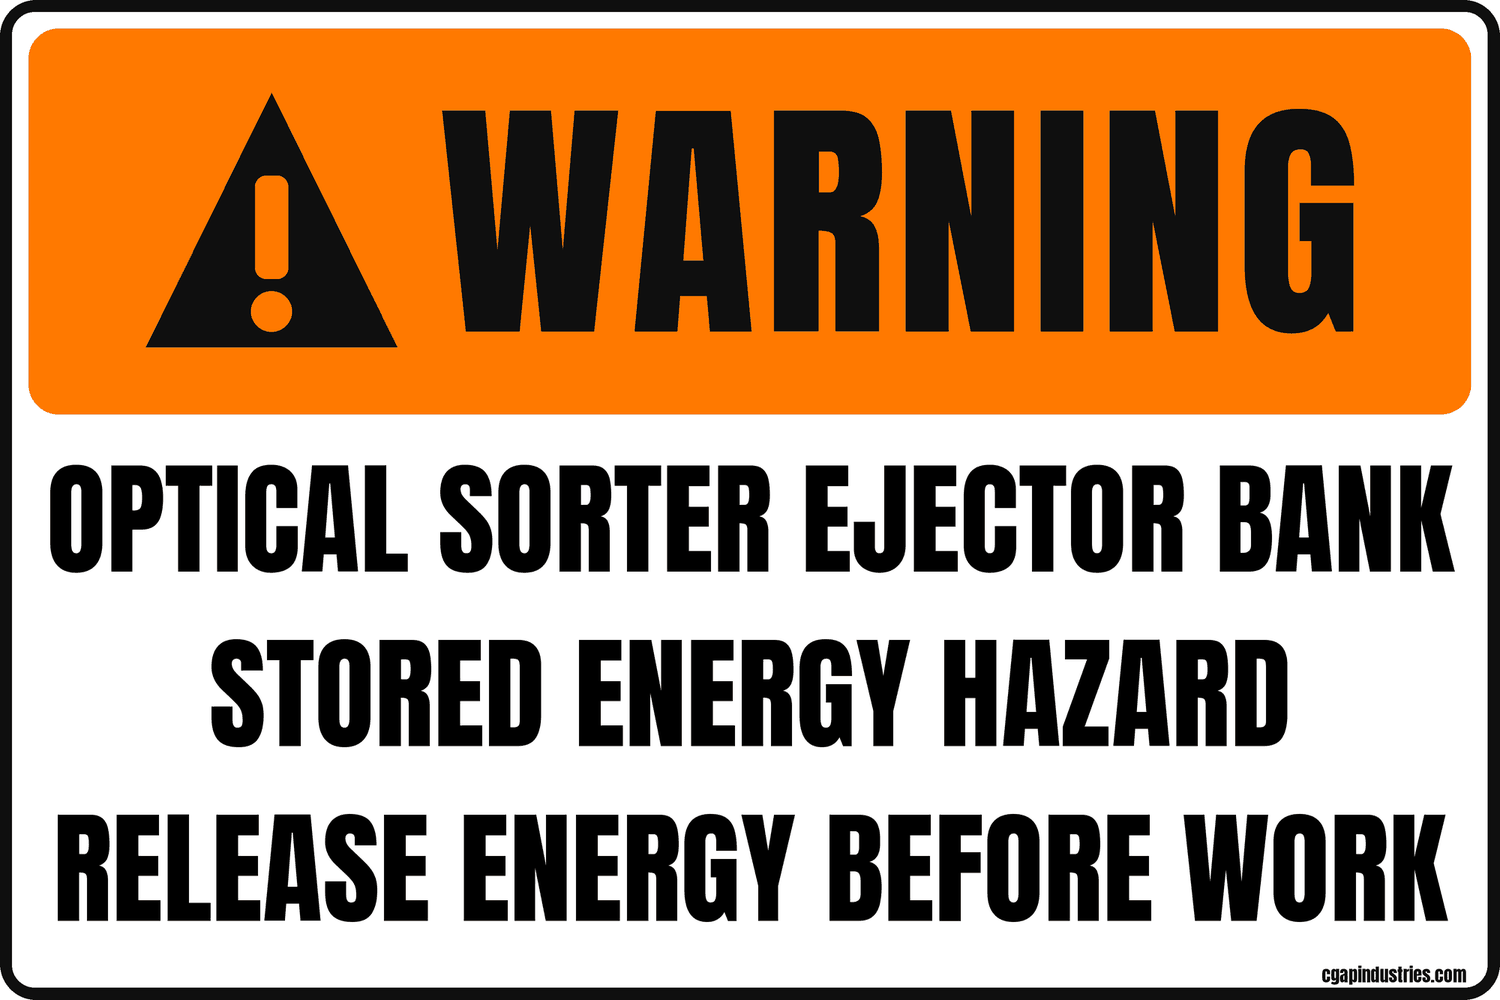 WARNING
OPTICAL SORTER EJECTOR BANK
STORED ENERGY HAZARD
RELEASE ENERGY BEFORE WORK
cgapindustries.com